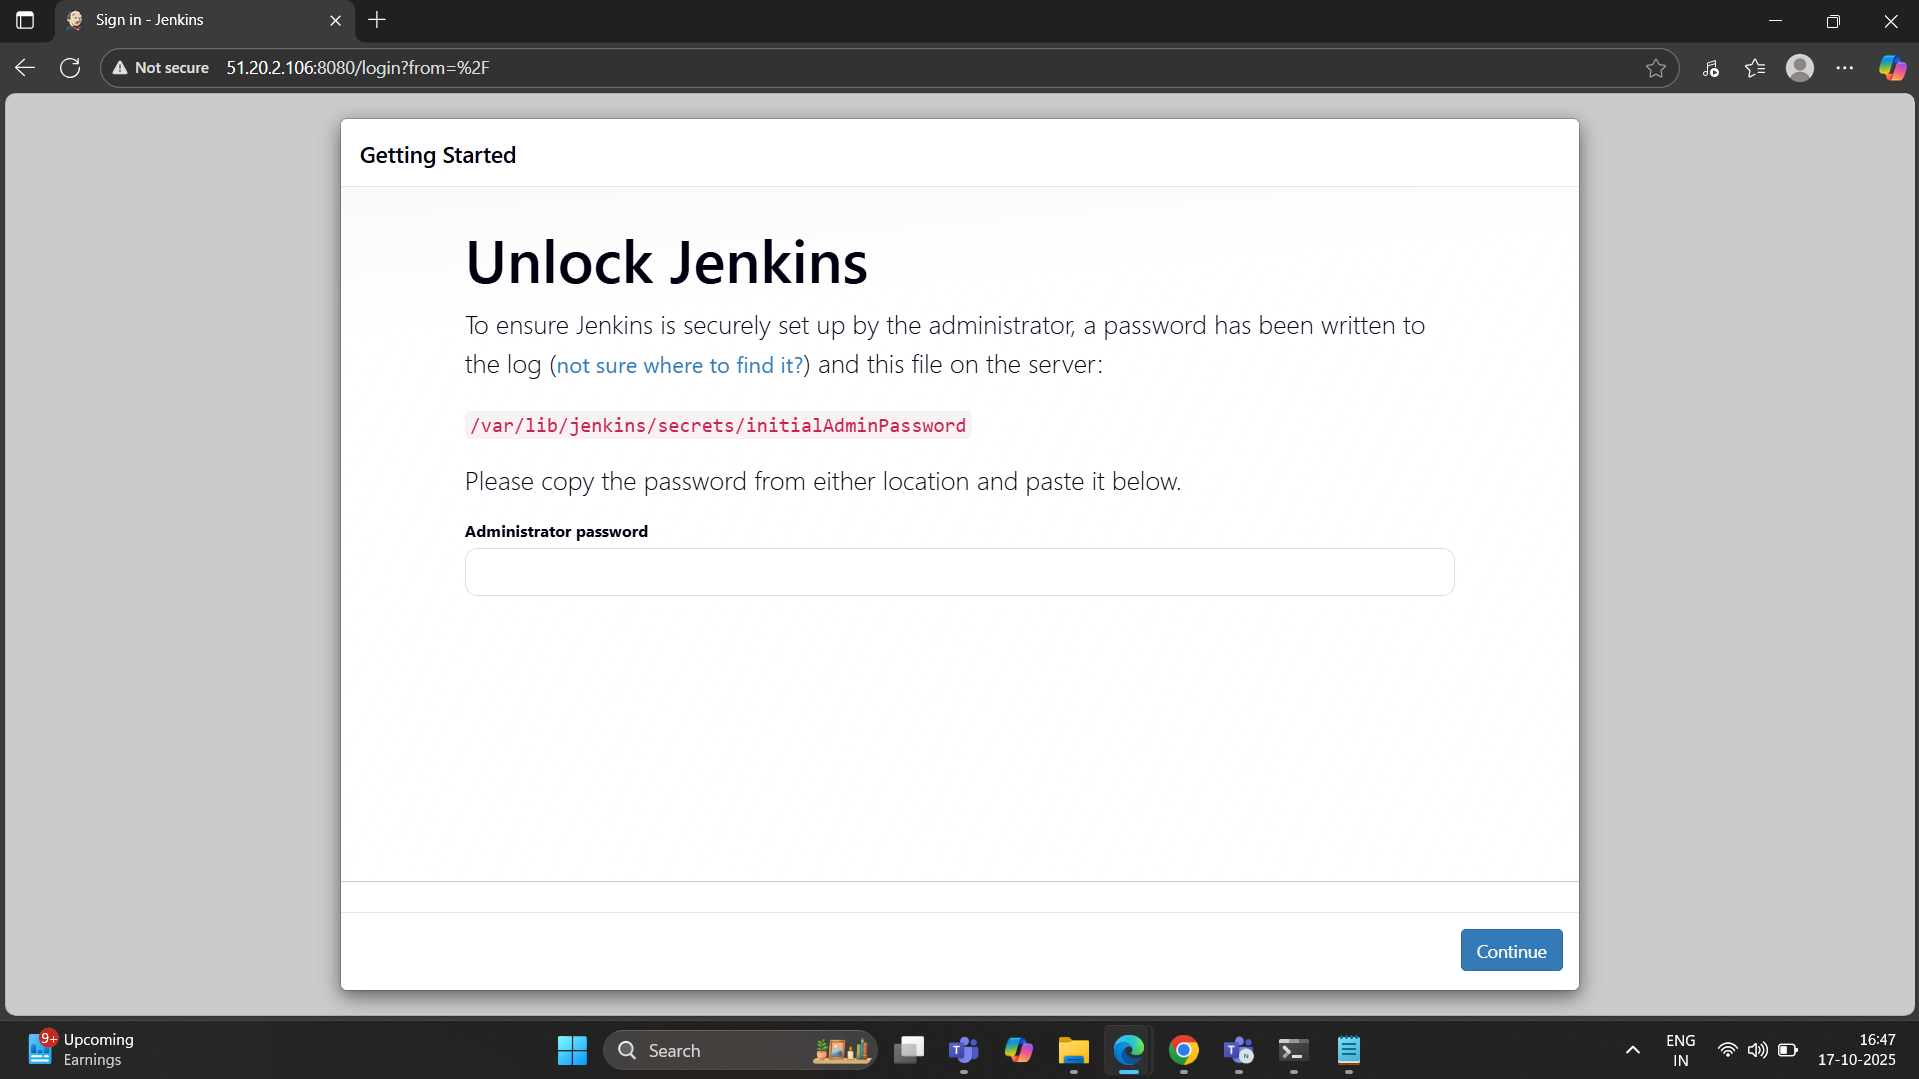 Sign in - Jenkins
Not secure 51.20.2.106:8080/login?from=%2F
Getting Started
Unlock Jenkins
To ensure Jenkins is securely set up by the administrator, a password has been written to
the log (not sure where to find it?) and this file on the server:
/var/lib/jenkins/secrets/initialAdminPassword
Please copy the password from either location and paste it below.
Administrator password
Continue
9+
Upcoming
Earnings
Search
ENG
IN
16:47
17-10-2025